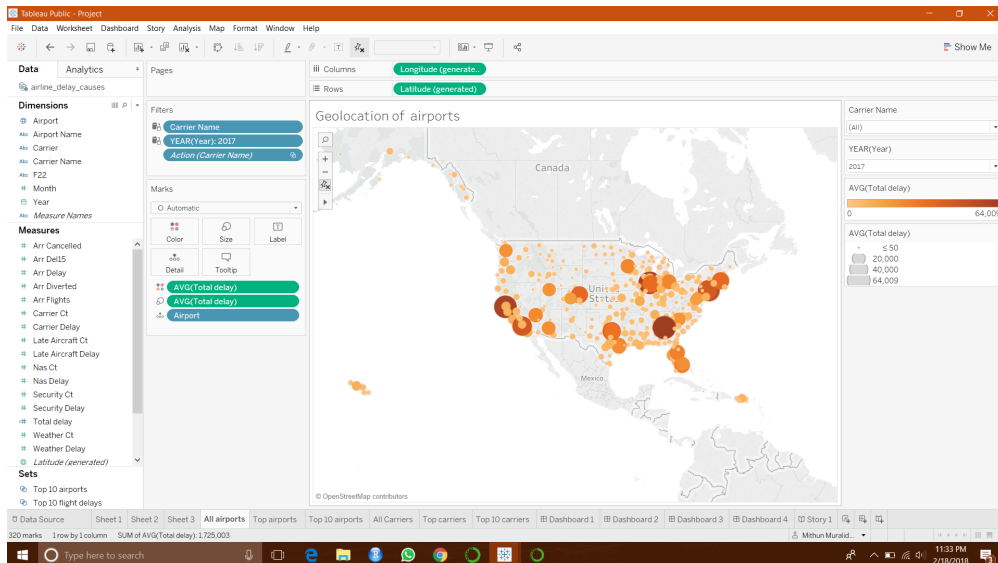 Tableau Public - Project
File Data Worksheet Dashboard Story Analysis Map Format Window Help
Show Me
Data Analytics
airline_delay_causes
Dimensions
Airport
Abc Airport Name
Abc Carrier
Abc Carrier Name
Abc F22
# Month
Year
Abc Measure Names
Measures
# Arr Cancelled
# Arr Del15
# Arr Delay
# Arr Diverted
# Arr Flights
# Carrier Ct
# Carrier Delay
# Late Aircraft Ct
# Late Aircraft Delay
# Nas Ct
# Nas Delay
# Security Ct
# Security Delay
=# Total delay
# Weather Ct
# Weather Delay
Latitude (generated)
Sets
Top 10 airports
Top 10 flight delays
Pages
Filters
Carrier Name
YEAR(Year): 2017
Action (Carrier Name)
Marks
Automatic
Color Size Label
Detail Tooltip
AVG(Total delay)
AVG(Total delay)
Airport
Columns Longitude (generate..
Rows Latitude (generated)
Geolocation of airports
Canada
United
States
Mexico
© OpenStreetMap contributors
Carrier Name
(All)
YEAR(Year)
2017
AVG(Total delay)
0 64,009
AVG(Total delay)
≤ 50
20,000
40,000
64,009
Data Source Sheet 1 Sheet 2 Sheet 3 All airports Top airports Top 10 airports All Carriers Top carriers Top 10 carriers Dashboard 1 Dashboard 2 Dashboard 3 Dashboard 4 Story 1
320 marks 1 row by 1 column SUM of AVG(Total delay): 1,725,003 Mithun Muralid...
Type here to search
11:33 PM
2/18/2018